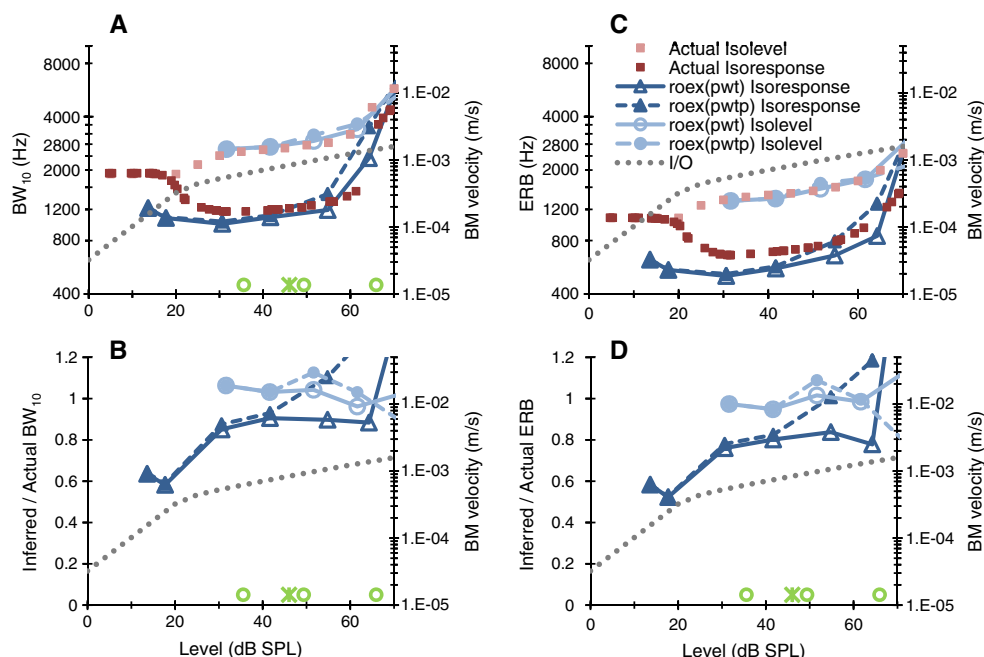 A
BW10 (Hz)
8000
4000
2800
2000
1200
800
400
0
20
40
60
1.E-02
1.E-03
1.E-04
1.E-05
BM velocity (m/s)
C
ERB (Hz)
8000
4000
2800
2000
1200
800
400
0
20
40
60
Actual Isolevel
Actual Isoresponse
roex(pwt) Isoresponse
roex(pwtp) Isoresponse
roex(pwt) Isolevel
roex(pwtp) Isolevel
I/O
1.E-02
1.E-03
1.E-04
1.E-05
BM velocity (m/s)
B
Inferred / Actual BW10
1.2
1
0.8
0.6
0.4
0.2
0
0
20
40
60
Level (dB SPL)
1.E-02
1.E-03
1.E-04
1.E-05
BM velocity (m/s)
D
Inferred / Actual ERB
1.2
1
0.8
0.6
0.4
0.2
0
0
20
40
60
Level (dB SPL)
1.E-02
1.E-03
1.E-04
1.E-05
BM velocity (m/s)